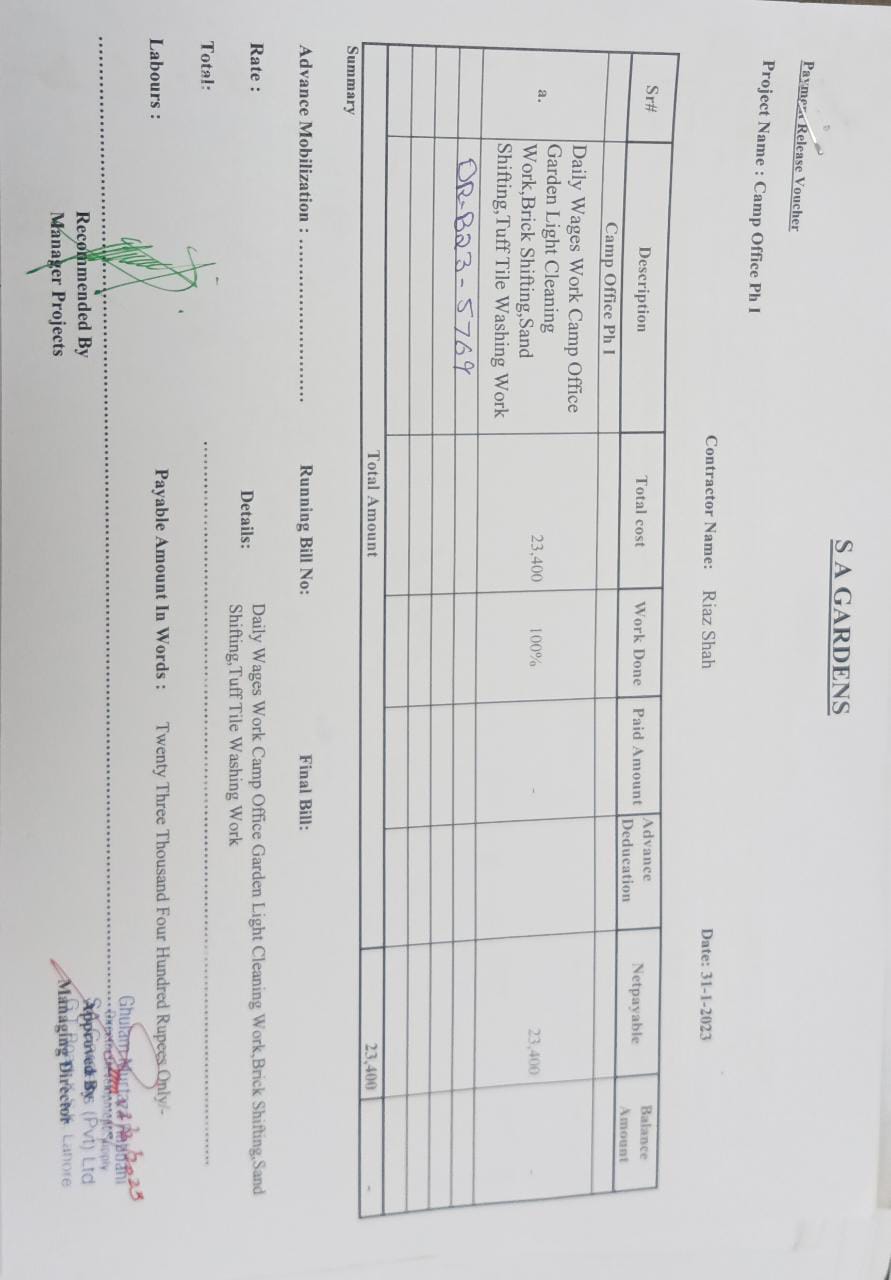 S A GARDENS
Payment Release Voucher
Project Name : Camp Office Ph I
Contractor Name: Riaz Shah
Date: 31-1-2023
Sr# Description Total cost Work Done Paid Amount Advance Deducation Netpayable Balance Amount
Camp Office Ph I
a. Daily Wages Work Camp Office
Garden Light Cleaning
Work,Brick Shifting,Sand
Shifting,Tuff Tile Washing Work
23,400 100% - 23,400 -
DR-B23-5769
Total Amount 23,400 -
Summary
Advance Mobilization : ........................ Running Bill No: Final Bill:
Rate : Details: Daily Wages Work Camp Office Garden Light Cleaning Work,Brick Shifting,Sand
Shifting,Tuff Tile Washing Work
Total:
Labours : Payable Amount In Words : Twenty Three Thousand Four Hundred Rupees Only/-
Recommended By
Manager Projects
Ghulam
Approved By
(Pvt) Ltd
Managing Director
Lahore